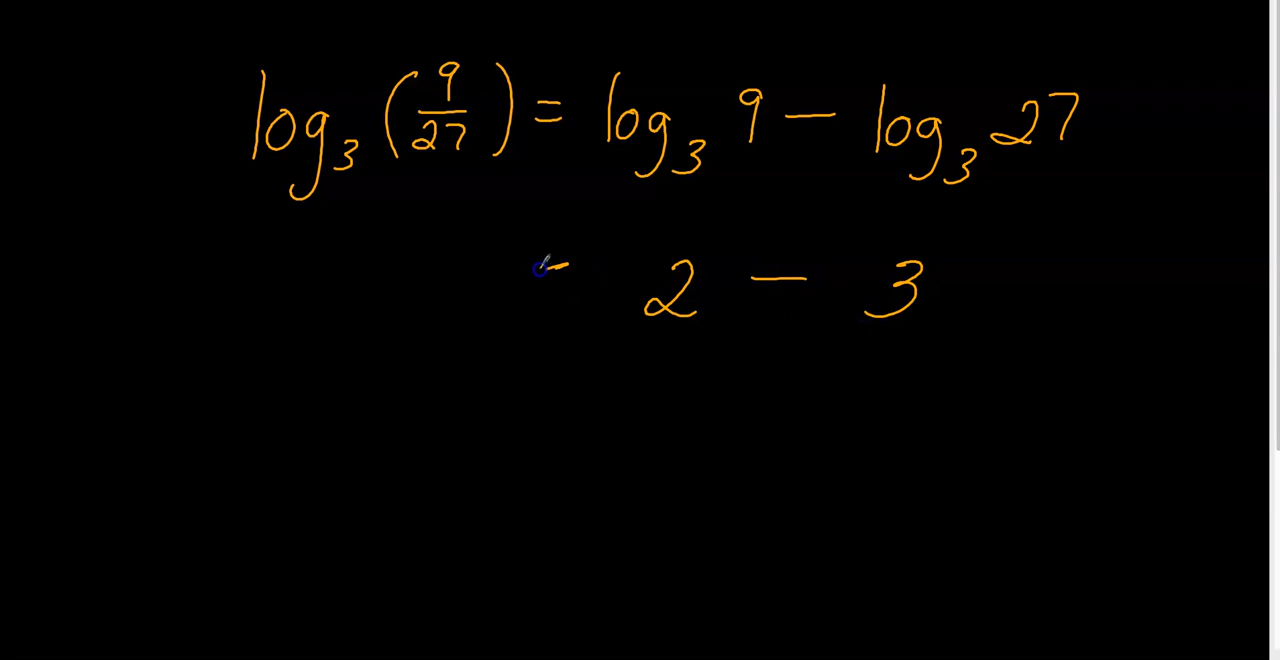 log₃ (9/27) = log₃ 9 − log₃ 27
2 − 3